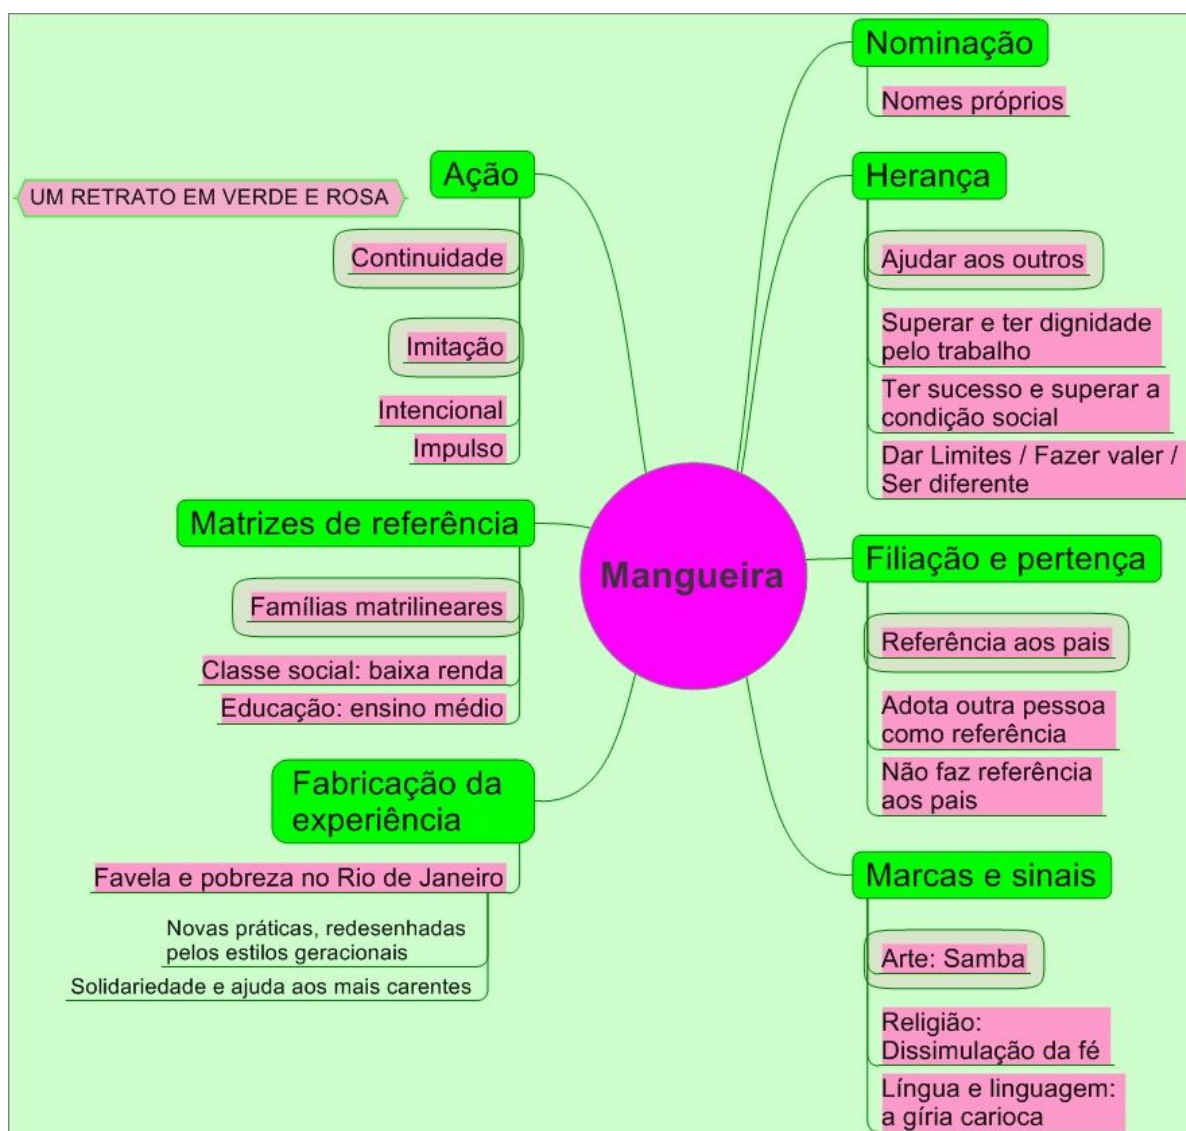 UM RETRATO EM VERDE E ROSA
Ação
Continuidade
Imitação
Intencional
Impulso
Matrizes de referência
Famílias matrilineares
Classe social: baixa renda
Educação: ensino médio
Fabricação da
experiência
Favela e pobreza no Rio de Janeiro
Novas práticas, redesenhadas
pelos estilos geracionais
Solidariedade e ajuda aos mais carentes
Mangueira
Nominação
Nomes próprios
Herança
Ajudar aos outros
Superar e ter dignidade
pelo trabalho
Ter sucesso e superar a
condição social
Dar Limites / Fazer valer /
Ser diferente
Filiação e pertença
Referência aos pais
Adota outra pessoa
como referência
Não faz referência
aos pais
Marcas e sinais
Arte: Samba
Religião:
Dissimulação da fé
Língua e linguagem:
a gíria carioca